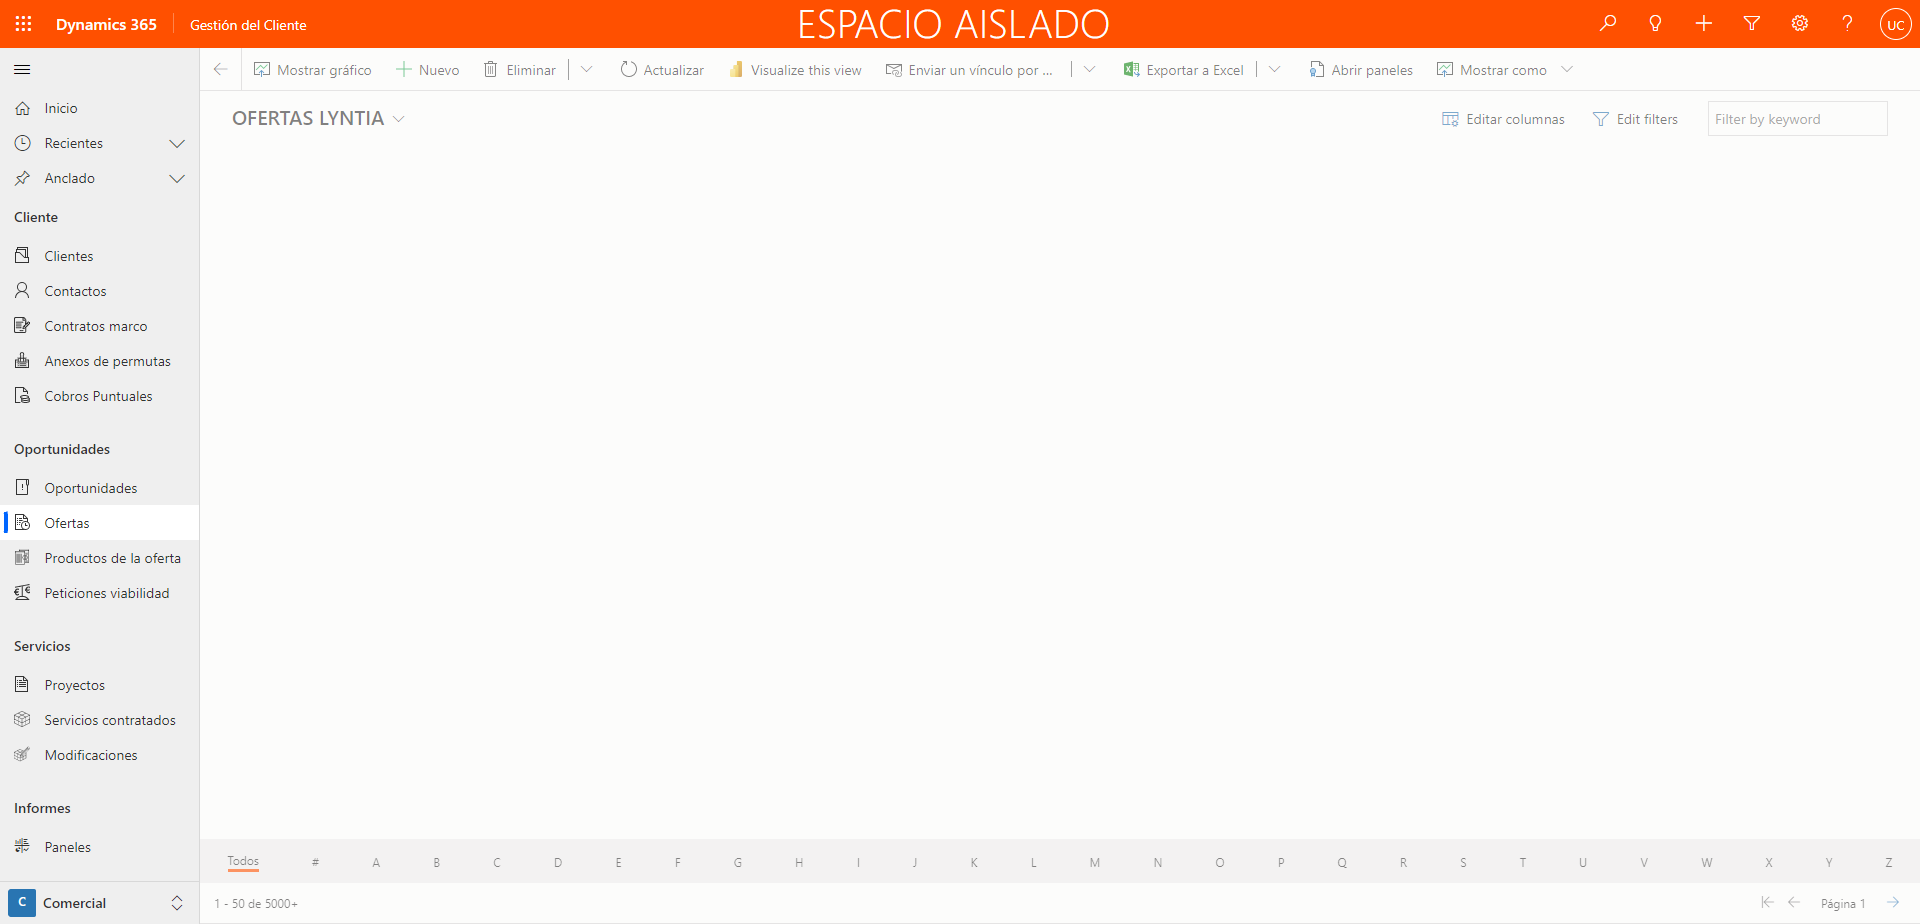 Dynamics 365
Gestión del Cliente
ESPACIO AISLADO
UC
Mostrar gráfico
Nuevo
Eliminar
Actualizar
Visualize this view
Enviar un vínculo por ...
Exportar a Excel
Abrir paneles
Mostrar como
Inicio
Recientes
Anclado
Cliente
Clientes
Contactos
Contratos marco
Anexos de permutas
Cobros Puntuales
Oportunidades
Oportunidades
Ofertas
Productos de la oferta
Peticiones viabilidad
Servicios
Proyectos
Servicios contratados
Modificaciones
Informes
Paneles
C
Comercial
OFERTAS LYNTIA
Editar columnas
Edit filters
Filter by keyword
Todos # A B C D E F G H I J K L M N O P Q R S T U V W X Y Z
1 - 50 de 5000+
Página 1